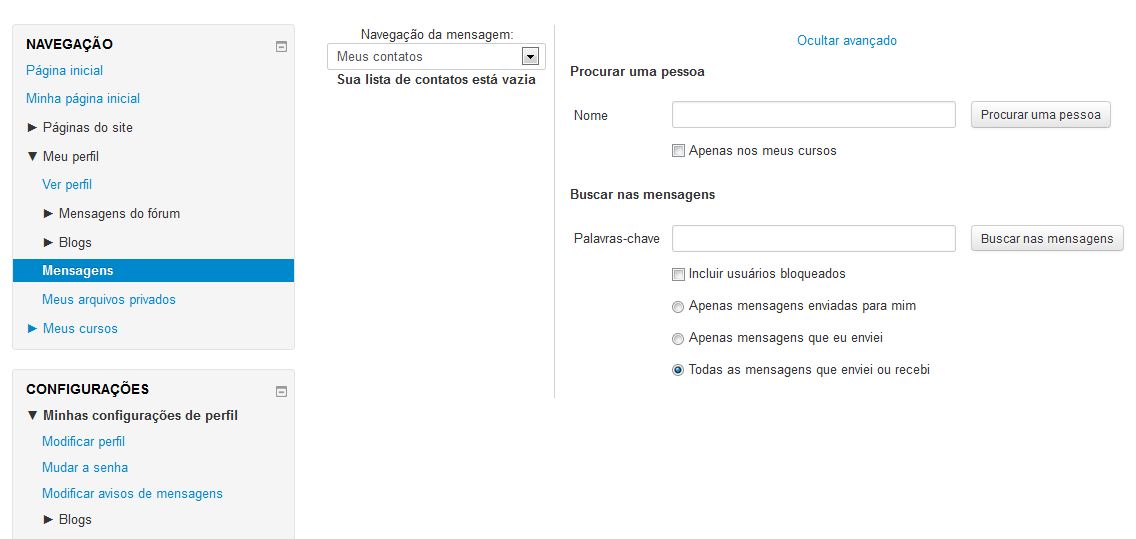 NAVEGAÇÃO
Página inicial
Minha página inicial
Páginas do site
Meu perfil
Ver perfil
Mensagens do fórum
Blogs
Mensagens
Meus arquivos privados
Meus cursos
CONFIGURAÇÕES
Minhas configurações de perfil
Modificar perfil
Mudar a senha
Modificar avisos de mensagens
Blogs
Navegação da mensagem:
Meus contatos
Sua lista de contatos está vazia
Ocultar avançado
Procurar uma pessoa
Nome Procurar uma pessoa
Apenas nos meus cursos
Buscar nas mensagens
Palavras-chave Buscar nas mensagens
Incluir usuários bloqueados
Apenas mensagens enviadas para mim
Apenas mensagens que eu enviei
Todas as mensagens que enviei ou recebi